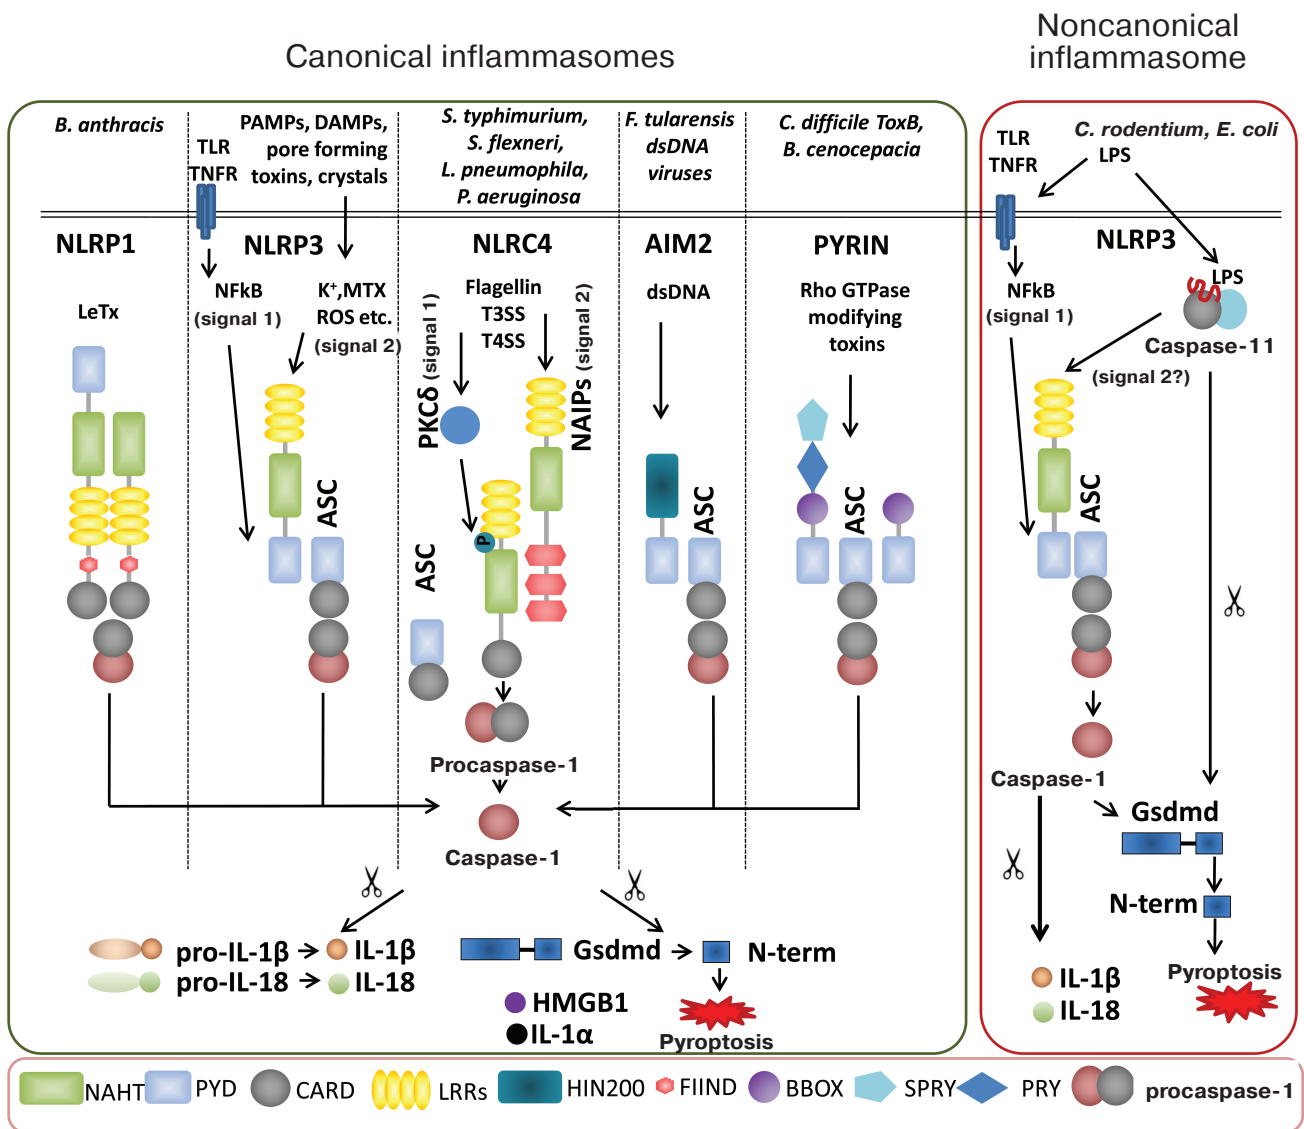 Canonical inflammasomes
Noncanonical
inflammasome
B. anthracis
TLR
TNFR
PAMPs, DAMPs,
pore forming
toxins, crystals
S. typhimurium,
S. flexneri,
L. pneumophila,
P. aeruginosa
F. tularensis
dsDNA
viruses
C. difficile ToxB,
B. cenocepacia
TLR
TNFR
C. rodentium, E. coli
LPS
NLRP1
NLRP3
NLRC4
AIM2
PYRIN
NLRP3
LeTx
NFkB
(signal 1)
K+,MTX
ROS etc.
(signal 2)
Flagellin
T3SS
T4SS
PKCδ (signal 1)
NAIPs (signal 2)
dsDNA
Rho GTPase
modifying
toxins
NFkB
(signal 1)
LPS
Caspase-11
(signal 2?)
ASC
ASC
P
ASC
ASC
ASC
Procaspase-1
Caspase-1
Caspase-1
Gsdmd
N-term
Pyroptosis
IL-1β
IL-18
pro-IL-1β
IL-1β
pro-IL-18
IL-18
Gsdmd
N-term
HMGB1
IL-1α
Pyroptosis
NAHT
PYD
CARD
LRRs
HIN200
FIIND
BBOX
SPRY
PRY
procaspase-1